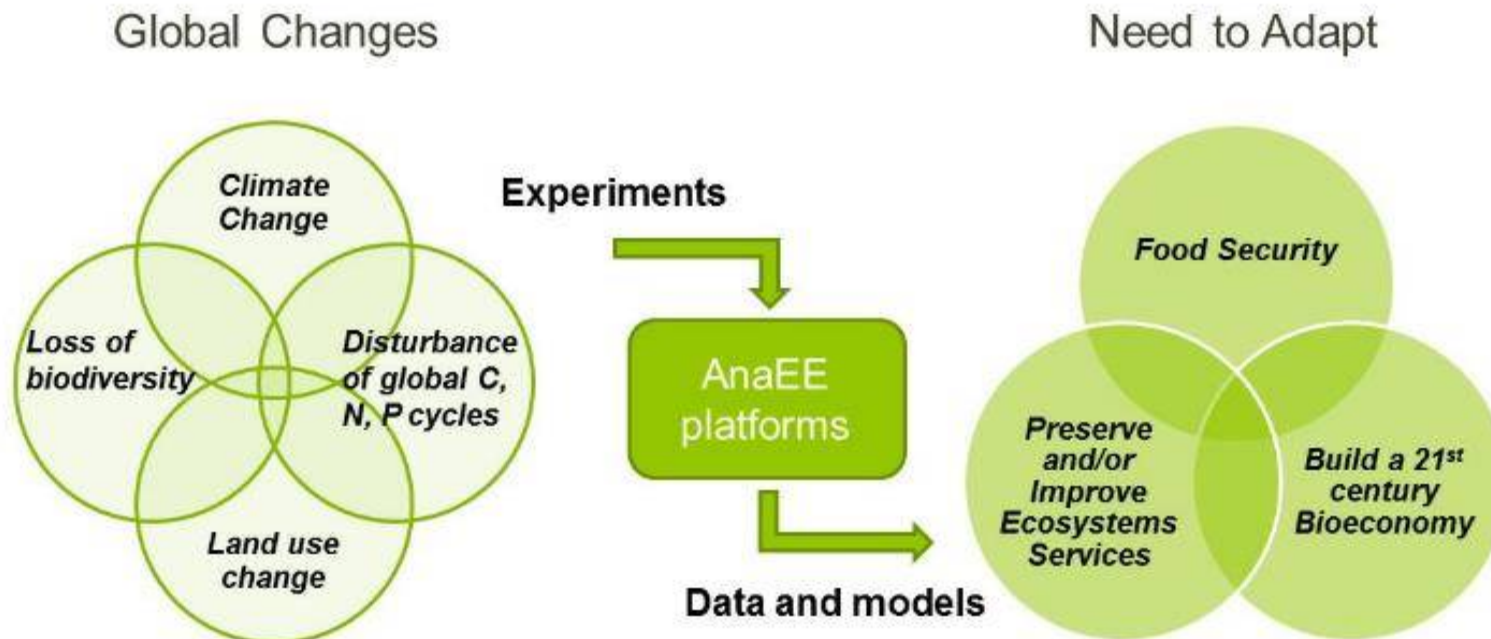 Global Changes
Need to Adapt
Climate
Change
Loss of
biodiversity
Disturbance
of global C,
N, P cycles
Land use
change
Experiments
AnaEE
platforms
Data and models
Food Security
Preserve
and/or
Improve
Ecosystems
Services
Build a 21st
century
Bioeconomy